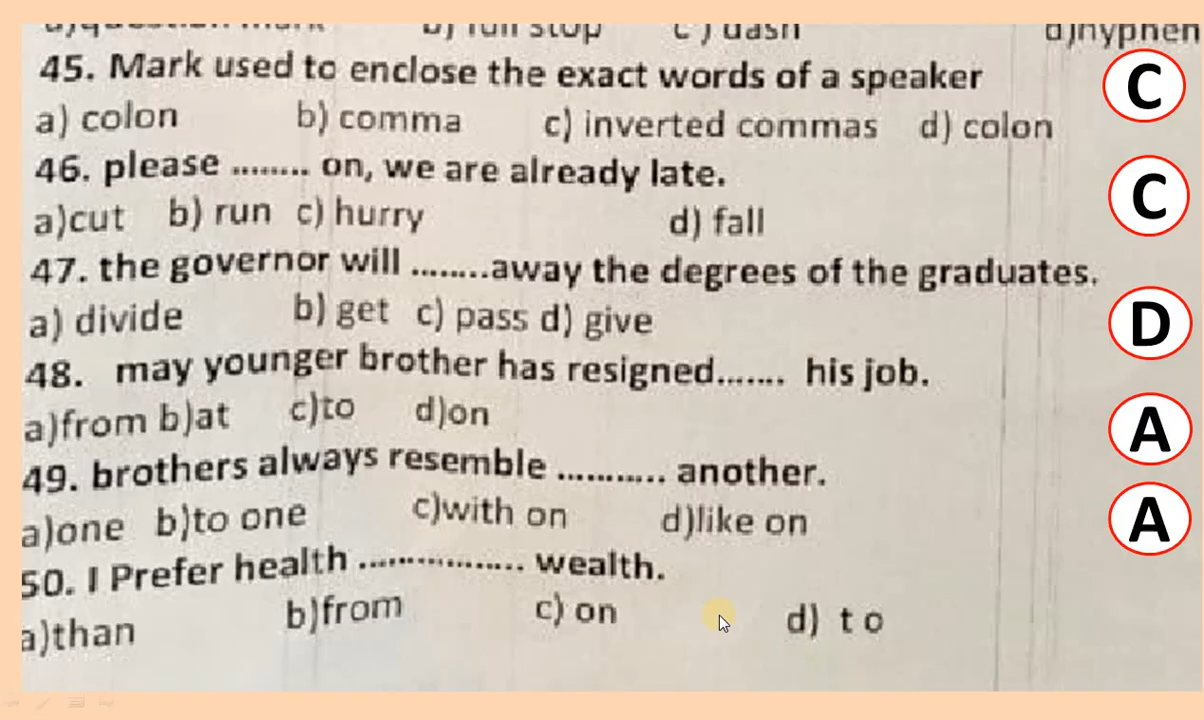 45. Mark used to enclose the exact words of a speaker C
a) colon b) comma c) inverted commas d) colon
46. please ........ on, we are already late.
a)cut b) run c) hurry d) fall C
47. the governor will ........away the degrees of the graduates.
a) divide b) get c) pass d) give D
48. may younger brother has resigned....... his job.
a)from b)at c)to d)on A
49. brothers always resemble ........... another.
a)one b)to one c)with on d)like on A
50. I Prefer health ................. wealth.
a)than b)from c) on d) t o